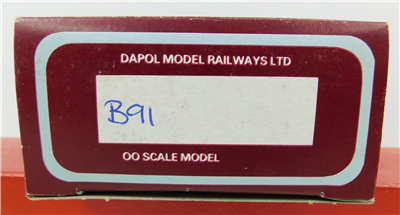 DAPOL MODEL RAILWAYS LTD
B91
OO SCALE MODEL